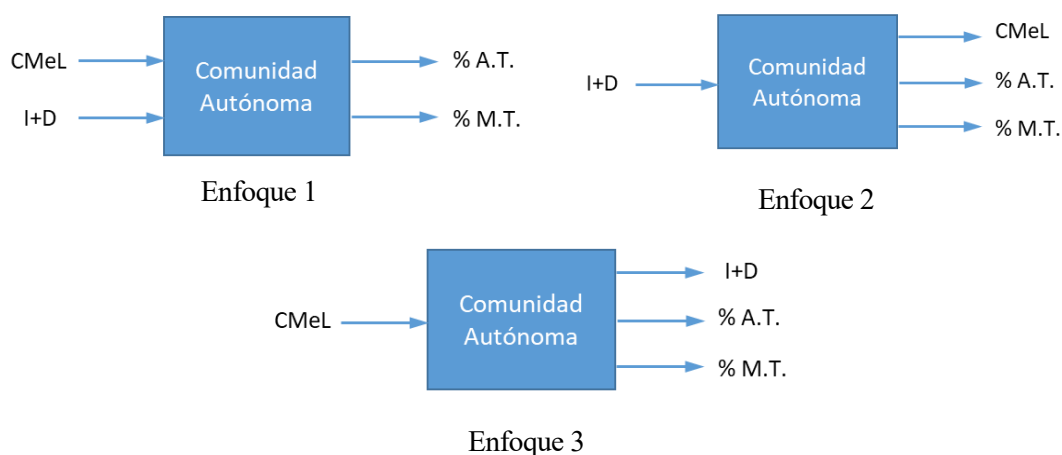 CMeL
I+D
Comunidad
Autónoma
% A.T.
% M.T.
Enfoque 1
I+D
Comunidad
Autónoma
CMeL
% A.T.
% M.T.
Enfoque 2
CMeL
Comunidad
Autónoma
I+D
% A.T.
% M.T.
Enfoque 3